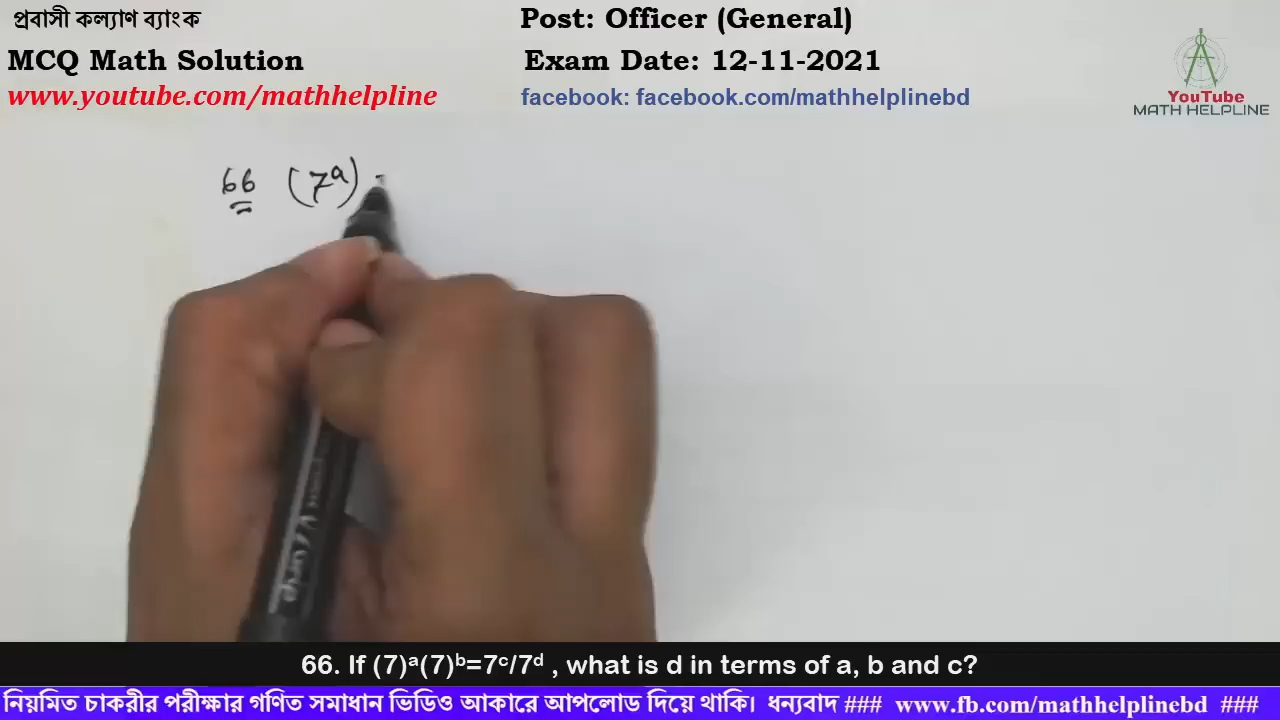 প্রবাসী কল্যাণ ব্যাংক
Post: Officer (General)
MCQ Math Solution
Exam Date: 12-11-2021
www.youtube.com/mathhelpline
facebook: facebook.com/mathhelplinebd
YouTube
MATH HELPLINE
66 (7ᵃ)
66. If (7)ᵃ(7)ᵇ=7ᶜ/7ᵈ , what is d in terms of a, b and c?
নিয়মিত চাকরীর পরীক্ষার গণিত সমাধান ভিডিও আকারে আপলোড দিয়ে থাকি। ধন্যবাদ ### www.fb.com/mathhelplinebd ###